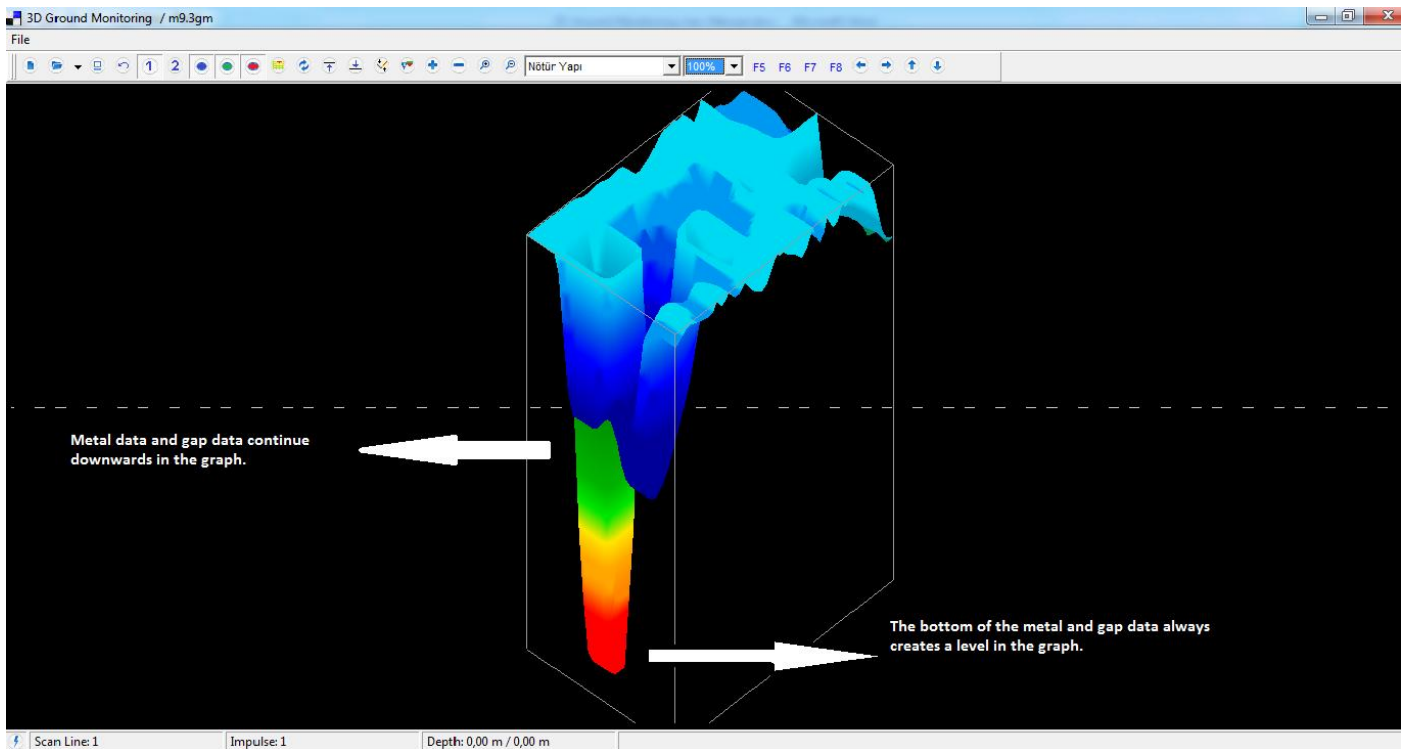 3D Ground Monitoring / m9.3gm
File
1 2 Nötür Yapı 100% F5 F6 F7 F8
Metal data and gap data continue
downwards in the graph.
The bottom of the metal and gap data always
creates a level in the graph.
Scan Line: 1 Impulse: 1 Depth: 0,00 m / 0,00 m